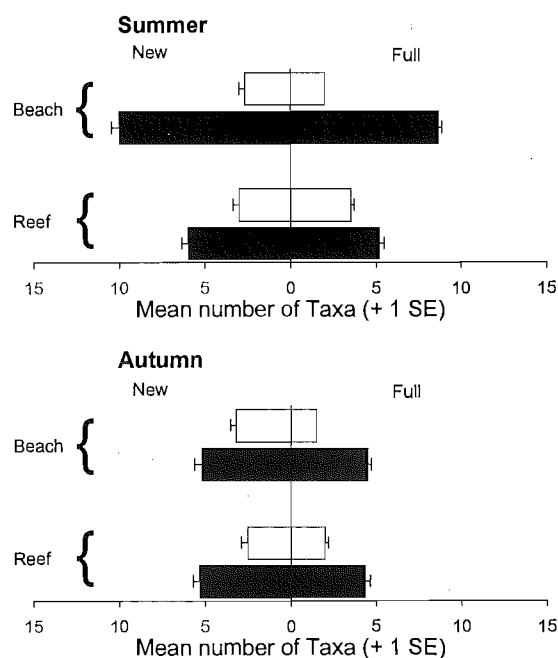 Summer
New Full
Beach {
Reef {
15 10 5 0 5 10 15
Mean number of Taxa (+ 1 SE)
Autumn
New Full
Beach {
Reef {
15 10 5 0 5 10 15
Mean number of Taxa (+ 1 SE)